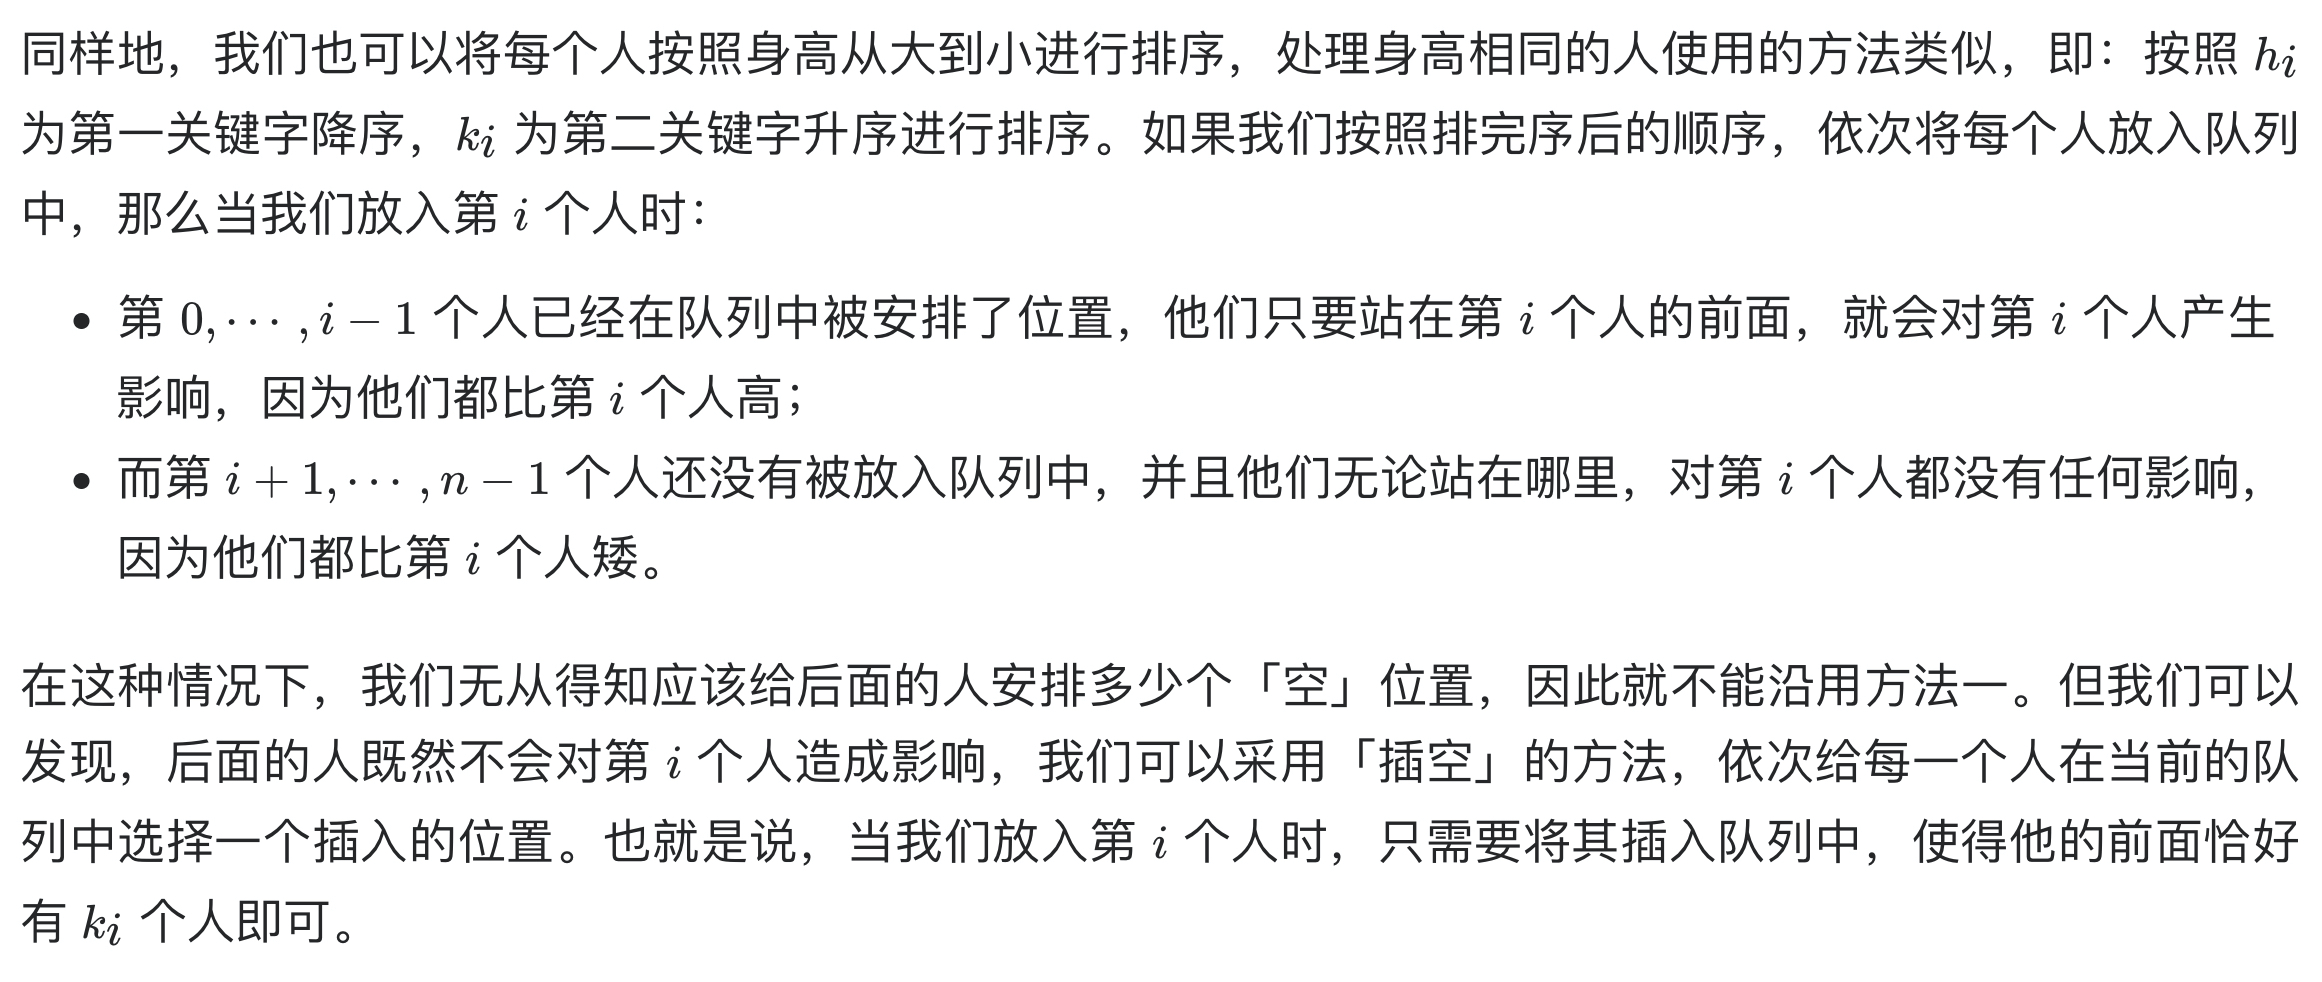 同样地，我们也可以将每个人按照身高从大到小进行排序，处理身高相同的人使用的方法类似，即：按照 $h_i$
为第一关键字降序，$k_i$ 为第二关键字升序进行排序。如果我们按照排完序后的顺序，依次将每个人放入队列
中，那么当我们放入第 $i$ 个人时：
• 第 $0, \cdots, i-1$ 个人已经在队列中被安排了位置，他们只要站在第 $i$ 个人的前面，就会对第 $i$ 个人产生
影响，因为他们都比第 $i$ 个人高；
• 而第 $i+1, \cdots, n-1$ 个人还没有被放入队列中，并且他们无论站在哪里，对第 $i$ 个人都没有任何影响，
因为他们都比第 $i$ 个人矮。
在这种情况下，我们无从得知应该给后面的人安排多少个「空」位置，因此就不能沿用方法一。但我们可以
发现，后面的人既然不会对第 $i$ 个人造成影响，我们可以采用「插空」的方法，依次给每一个人在当前的队
列中选择一个插入的位置。也就是说，当我们放入第 $i$ 个人时，只需要将其插入队列中，使得他的前面恰好
有 $k_i$ 个人即可。